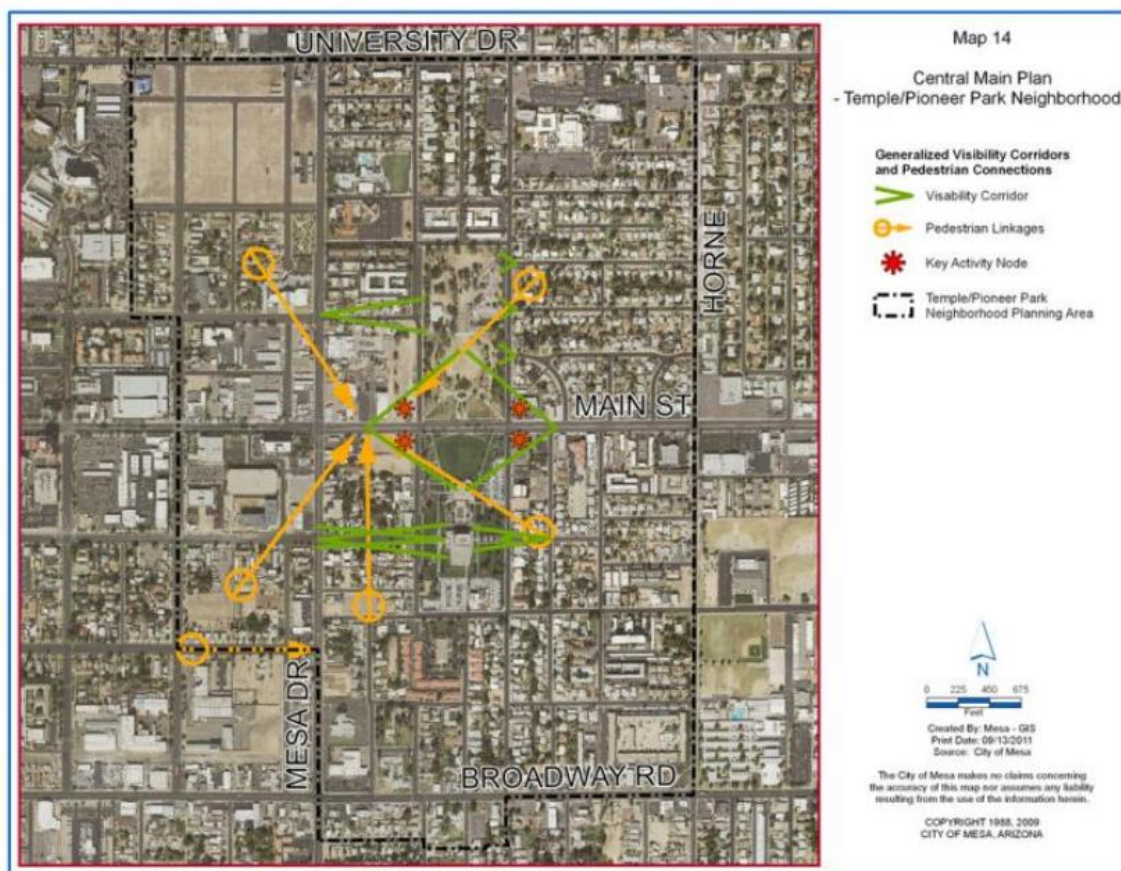 Map 14
Central Main Plan
- Temple/Pioneer Park Neighborhood
Generalized Visibility Corridors
and Pedestrian Connections
Visability Corridor
Pedestrian Linkages
Key Activity Node
Temple/Pioneer Park
Neighborhood Planning Area
UNIVERSITY DR
HORNE
MAIN ST
MESA DR
BROADWAY RD
N
0 225 450 675
Feet
Created By: Mesa - GIS
Print Date: 09/13/2011
Source: City of Mesa
The City of Mesa makes no claims concerning
the accuracy of this map nor assumes any liability
resulting from the use of the information herein.
COPYRIGHT 1988, 2009
CITY OF MESA, ARIZONA